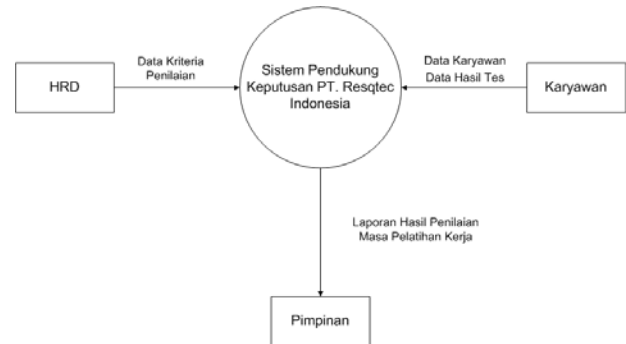 HRD
Data Kriteria
Penilaian
Sistem Pendukung
Keputusan PT. Resqtec
Indonesia
Data Karyawan
Data Hasil Tes
Karyawan
Laporan Hasil Penilaian
Masa Pelatihan Kerja
Pimpinan